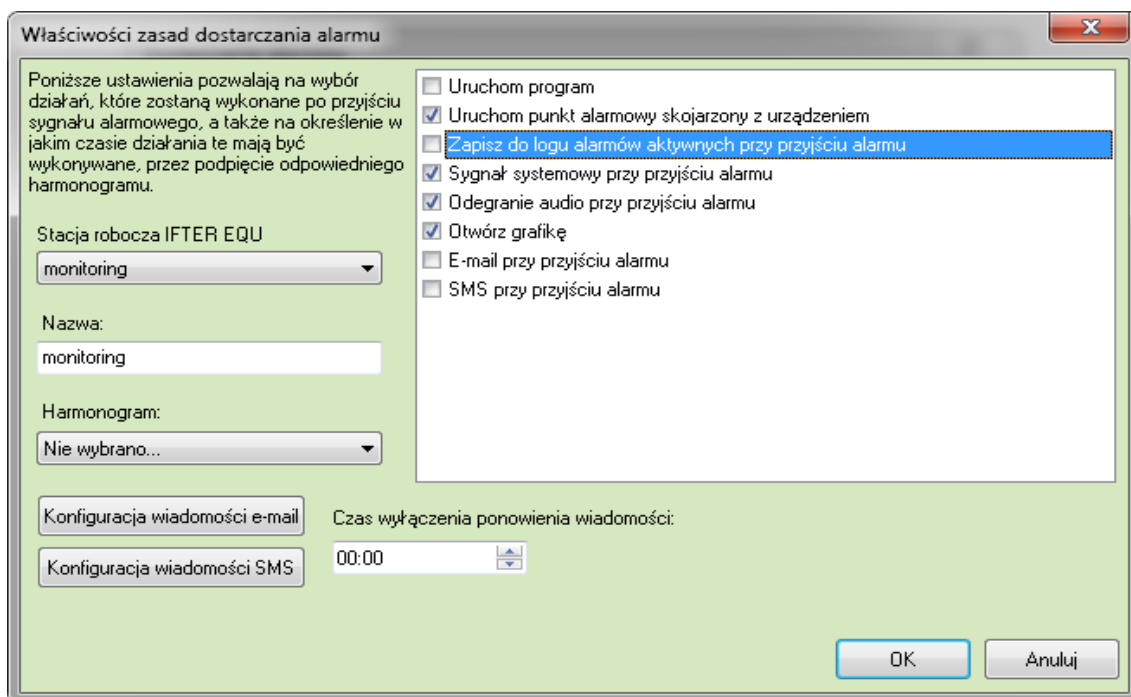 Właściwości zasad dostarczania alarmu
Poniższe ustawienia pozwalają na wybór
działań, które zostaną wykonane po przyjściu
sygnału alarmowego, a także na określenie w
jakim czasie działania te mają być
wykonywane, przez podpięcie odpowiedniego
harmonogramu.
Stacja robocza IFTER EQU
monitoring
Nazwa:
monitoring
Harmonogram:
Nie wybrano...
Uruchom program
Uruchom punkt alarmowy skojarzony z urządzeniem
Zapisz do logu alarmów aktywnych przy przyjściu alarmu
Sygnał systemowy przy przyjściu alarmu
Odegranie audio przy przyjściu alarmu
Otwórz grafikę
E-mail przy przyjściu alarmu
SMS przy przyjściu alarmu
Konfiguracja wiadomości e-mail
Konfiguracja wiadomości SMS
Czas wyłączenia ponowienia wiadomości:
00:00
OK
Anuluj